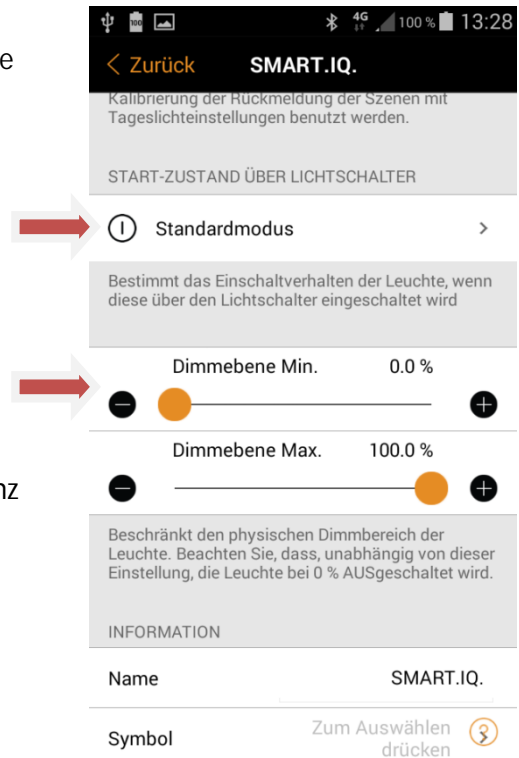 100
4G
100 %
13:28
e
< Zurück
SMART.IQ.
Kalibrierung der Rückmeldung der Szenen mit
Tageslichteinstellungen benutzt werden.
START-ZUSTAND ÜBER LICHTSCHALTER
Standardmodus >
Bestimmt das Einschaltverhalten der Leuchte, wenn
diese über den Lichtschalter eingeschaltet wird
Dimmebene Min. 0.0 %
Dimmebene Max. 100.0 %
nz
Beschränkt den physischen Dimmbereich der
Leuchte. Beachten Sie, dass, unabhängig von dieser
Einstellung, die Leuchte bei 0 % AUSgeschaltet wird.
INFORMATION
Name SMART.IQ.
Symbol Zum Auswählen
drücken
?